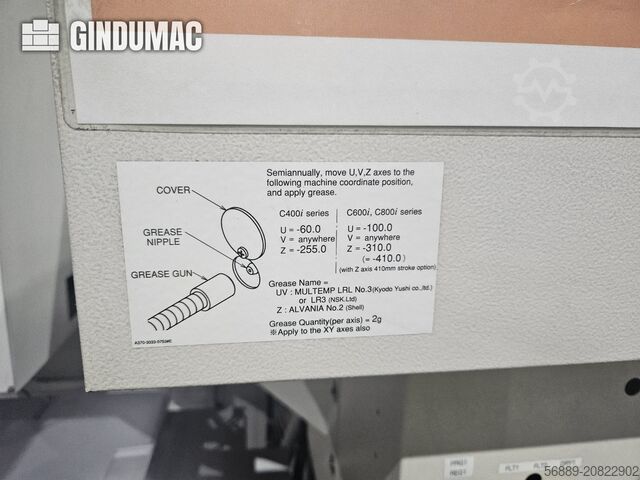 GINDUMAC
Semiannually, move U,V,Z axes to the
following machine coordinate position,
and apply grease.
COVER
GREASE
NIPPLE
GREASE GUN
C400i series
U = -60.0
V = anywhere
Z = -255.0
C600i, C800i series
U = -100.0
V = anywhere
Z = -310.0
(= -410.0)
(with Z axis 410mm stroke option)
Grease Name =
UV : MULTEMP LRL No.3(Kyodo Yushi co.,ltd.)
or LR3 (NSK.Ltd)
Z : ALVANIA No.2 (Shell)
Grease Quantity(per axis) = 2g
※Apply to the XY axes also
56889-20822902